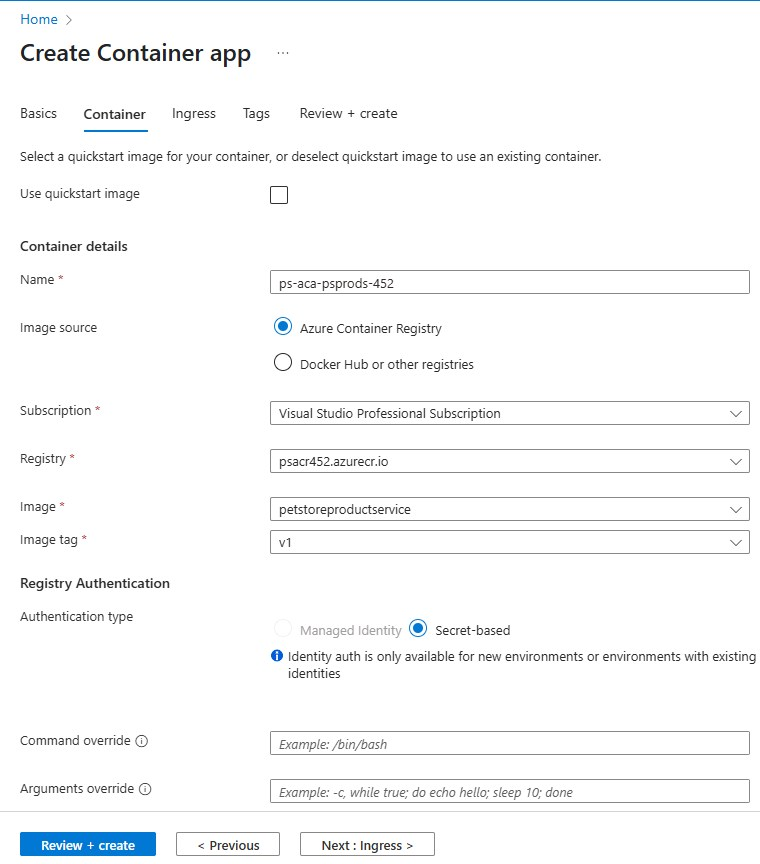 Home >
Create Container app ...
Basics Container Ingress Tags Review + create
Select a quickstart image for your container, or deselect quickstart image to use an existing container.
Use quickstart image
Container details
Name * ps-aca-psprods-452
Image source Azure Container Registry
Docker Hub or other registries
Subscription * Visual Studio Professional Subscription
Registry * psacr452.azurecr.io
Image * petstoreproductservice
Image tag * v1
Registry Authentication
Authentication type
Managed Identity Secret-based
Identity auth is only available for new environments or environments with existing
identities
Command override Example: /bin/bash
Arguments override Example: -c, while true; do echo hello; sleep 10; done
Review + create < Previous Next : Ingress >